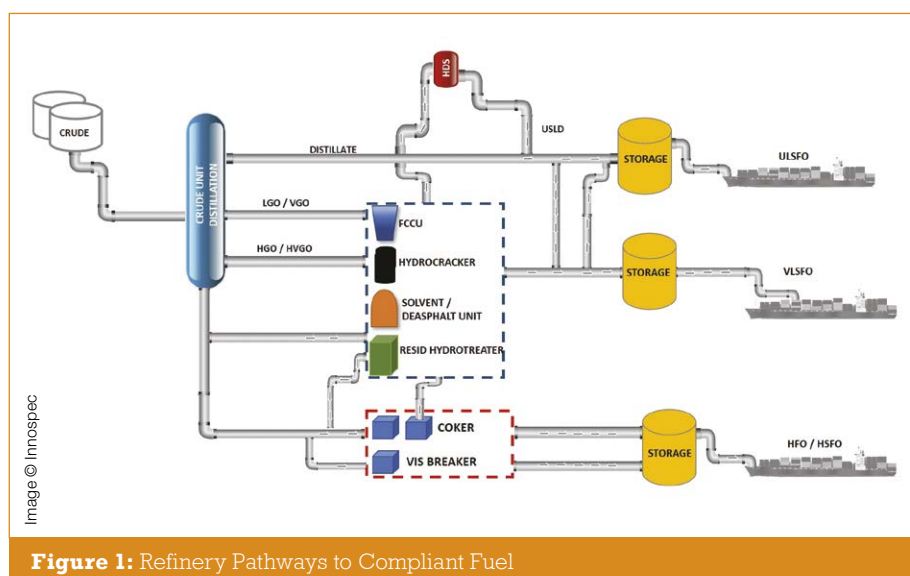 HDS
CRUDE
CRUDE UNIT
DISTILLATION
DISTILLATE
USLD
STORAGE
ULSFO
LGO / VGO
FCCU
HGO / HVGO
HYDROCRACKER
STORAGE
VLSFO
SOLVENT /
DEASPHALT UNIT
RESID HYDROTREATER
COKER
VIS BREAKER
STORAGE
HFO / HSFO
Image © Innospec
Figure 1: Refinery Pathways to Compliant Fuel